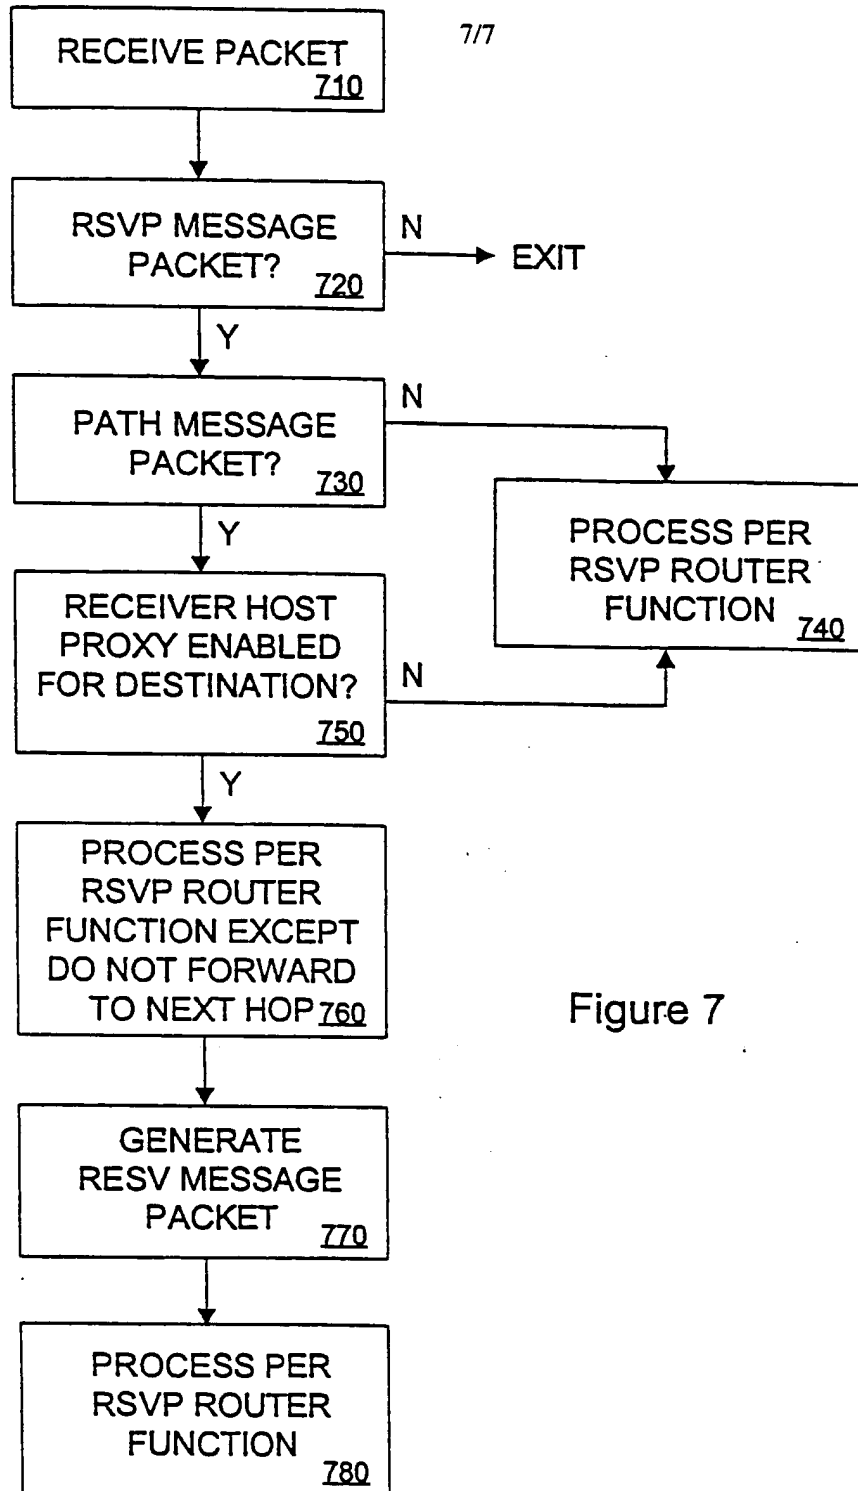 7/7
RECEIVE PACKET
710
RSVP MESSAGE
PACKET?
720
N
EXIT
Y
PATH MESSAGE
PACKET?
730
N
Y
PROCESS PER
RSVP ROUTER
FUNCTION
740
RECEIVER HOST
PROXY ENABLED
FOR DESTINATION?
750
N
Y
PROCESS PER
RSVP ROUTER
FUNCTION EXCEPT
DO NOT FORWARD
TO NEXT HOP 760
Figure 7
GENERATE
RESV MESSAGE
PACKET
770
PROCESS PER
RSVP ROUTER
FUNCTION
780